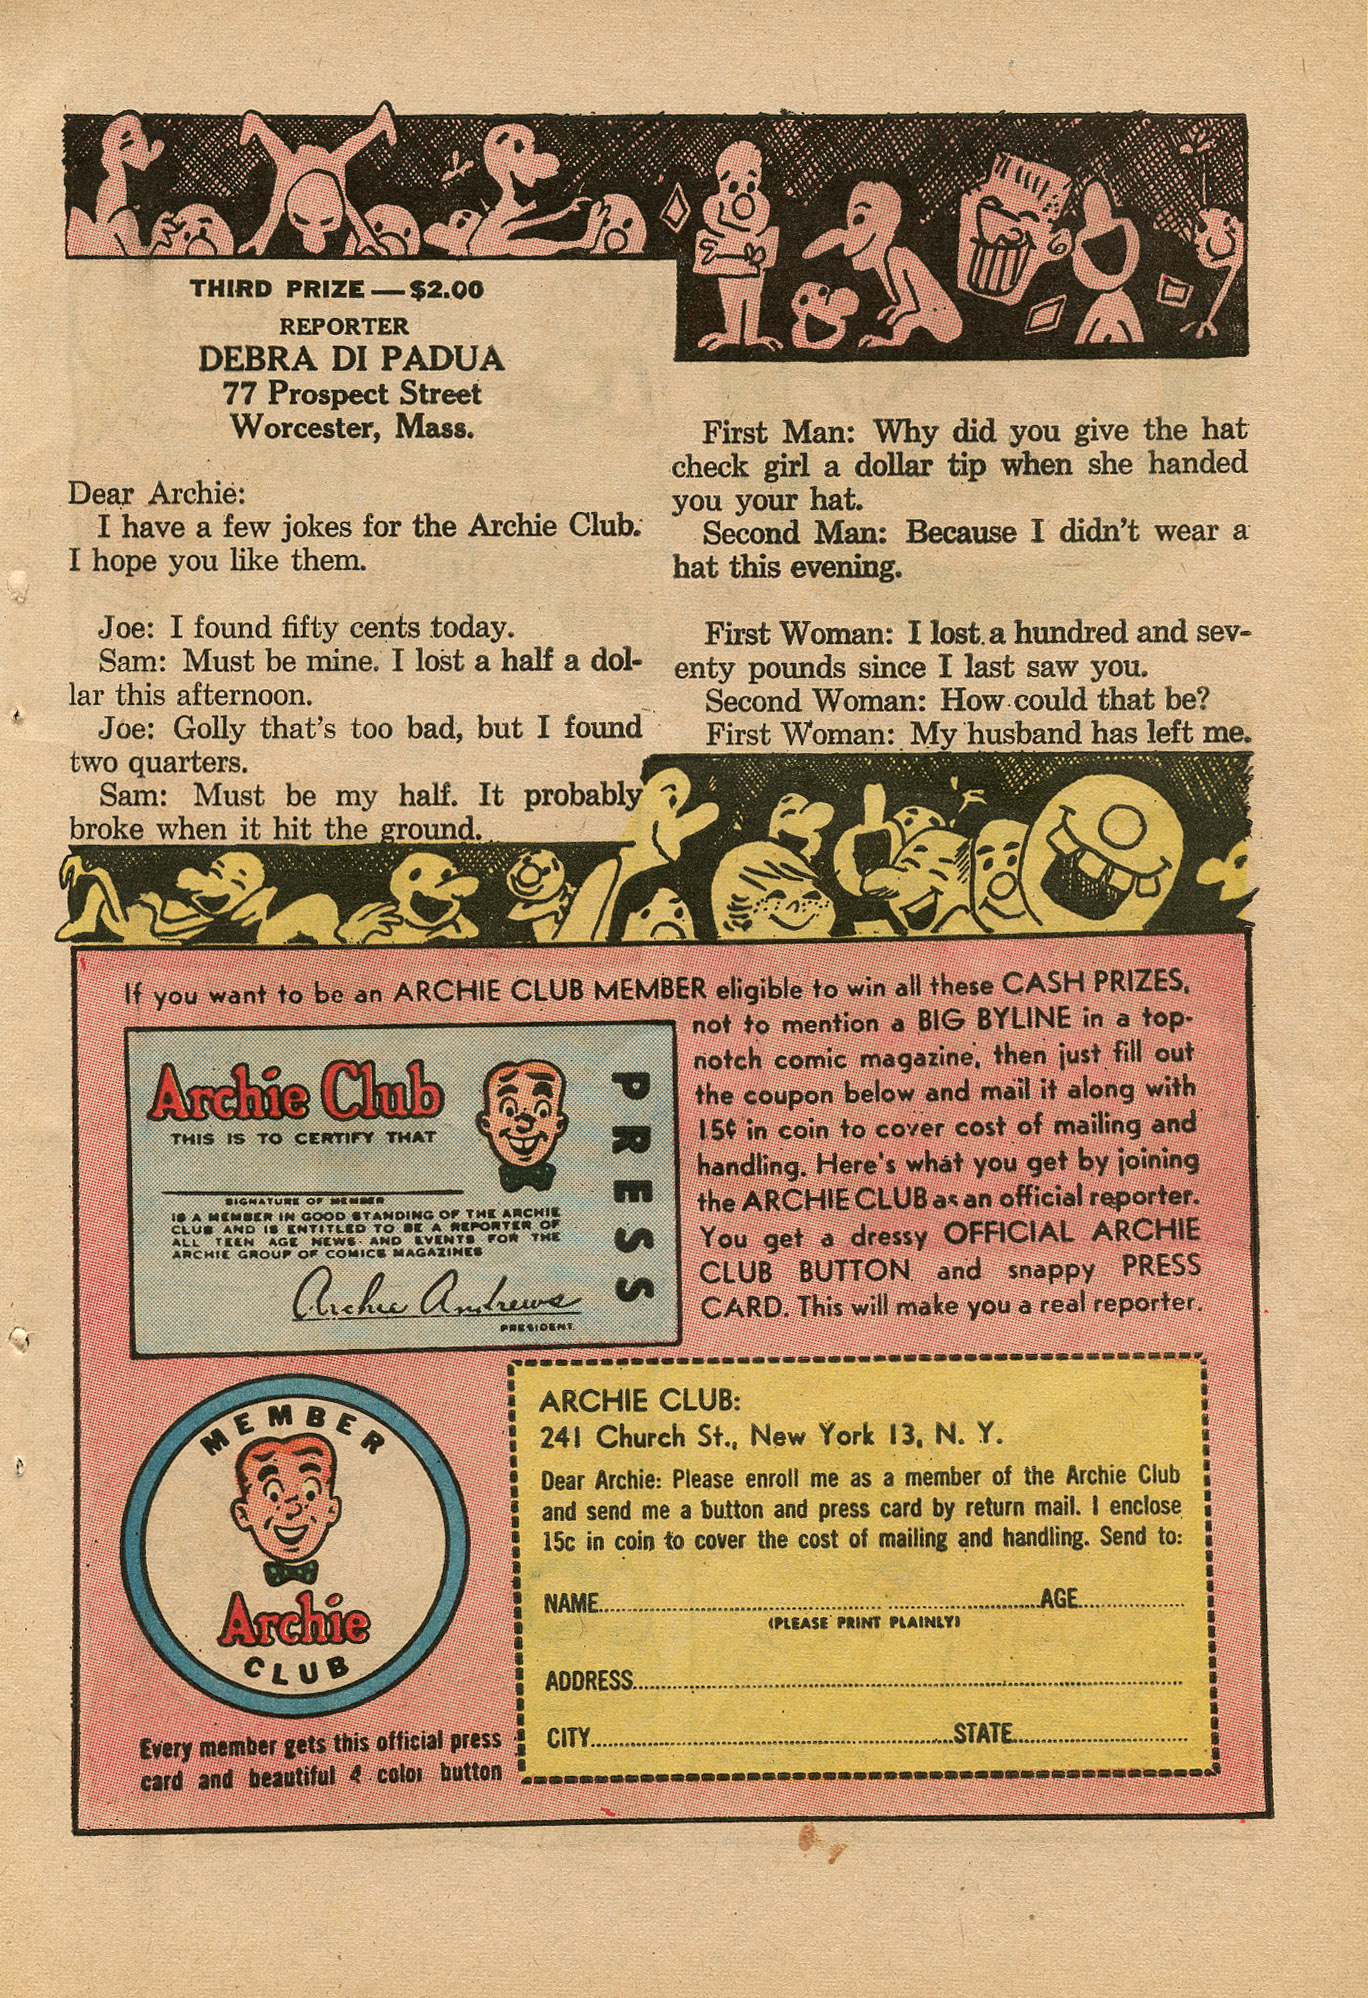 THIRD PRIZE — $2.00
REPORTER
DEBRA DI PADUA
77 Prospect Street
Worcester, Mass.
Dear Archie:
I have a few jokes for the Archie Club.
I hope you like them.
Joe: I found fifty cents today.
Sam: Must be mine. I lost a half a dol-
lar this afternoon.
Joe: Golly that's too bad, but I found
two quarters.
Sam: Must be my half. It probably
broke when it hit the ground.
First Man: Why did you give the hat
check girl a dollar tip when she handed
you your hat.
Second Man: Because I didn't wear a
hat this evening.
First Woman: I lost a hundred and sev-
enty pounds since I last saw you.
Second Woman: How could that be?
First Woman: My husband has left me.
If you want to be an ARCHIE CLUB MEMBER eligible to win all these CASH PRIZES,
not to mention a BIG BYLINE in a top-
notch comic magazine, then just fill out
the coupon below and mail it along with
15¢ in coin to cover cost of mailing and
handling. Here's what you get by joining
the ARCHIE CLUB as an official reporter.
You get a dressy OFFICIAL ARCHIE
CLUB BUTTON and snappy PRESS
CARD. This will make you a real reporter.
Archie Club
THIS IS TO CERTIFY THAT
SIGNATURE OF MEMBER
IS A MEMBER IN GOOD STANDING OF THE ARCHIE
CLUB AND IS ENTITLED TO BE A REPORTER OF
ALL TEEN AGE NEWS AND EVENTS FOR THE
ARCHIE GROUP OF COMICS MAGAZINES
Archie Andrews
PRESIDENT
PRESS
MEMBER
Archie
CLUB
Every member gets this official press
card and beautiful 4 color button
ARCHIE CLUB:
241 Church St., New York 13, N. Y.
Dear Archie: Please enroll me as a member of the Archie Club
and send me a button and press card by return mail. I enclose
15c in coin to cover the cost of mailing and handling. Send to:
NAME AGE
(PLEASE PRINT PLAINLY)
ADDRESS
CITY STATE